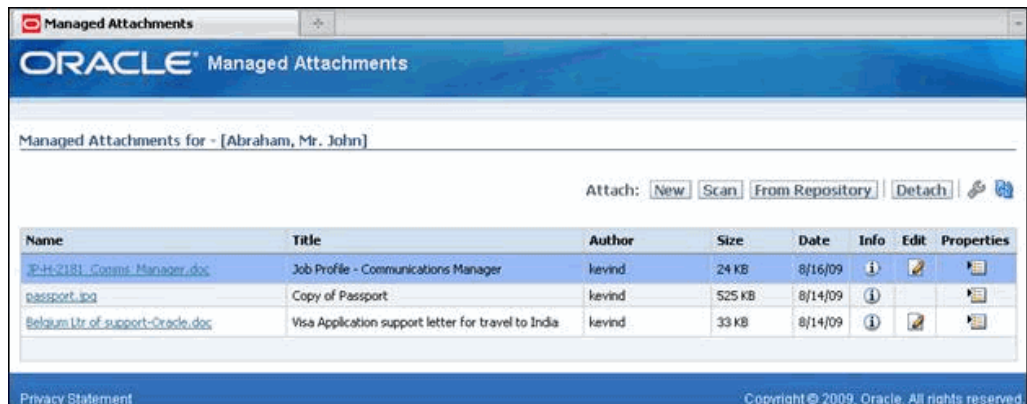 Managed Attachments
ORACLE Managed Attachments
Managed Attachments for - [Abraham, Mr. John]
Attach: New Scan From Repository Detach
Name Title Author Size Date Info Edit Properties
JP-H-2181_Comms_Manager.doc Job Profile - Communications Manager kevind 24 KB 8/16/09
passport.jpg Copy of Passport kevind 525 KB 8/14/09
Belgium Ltr of support-Oracle.doc Visa Application support letter for travel to India kevind 33 KB 8/14/09
Privacy Statement Copyright © 2009, Oracle. All rights reserved.